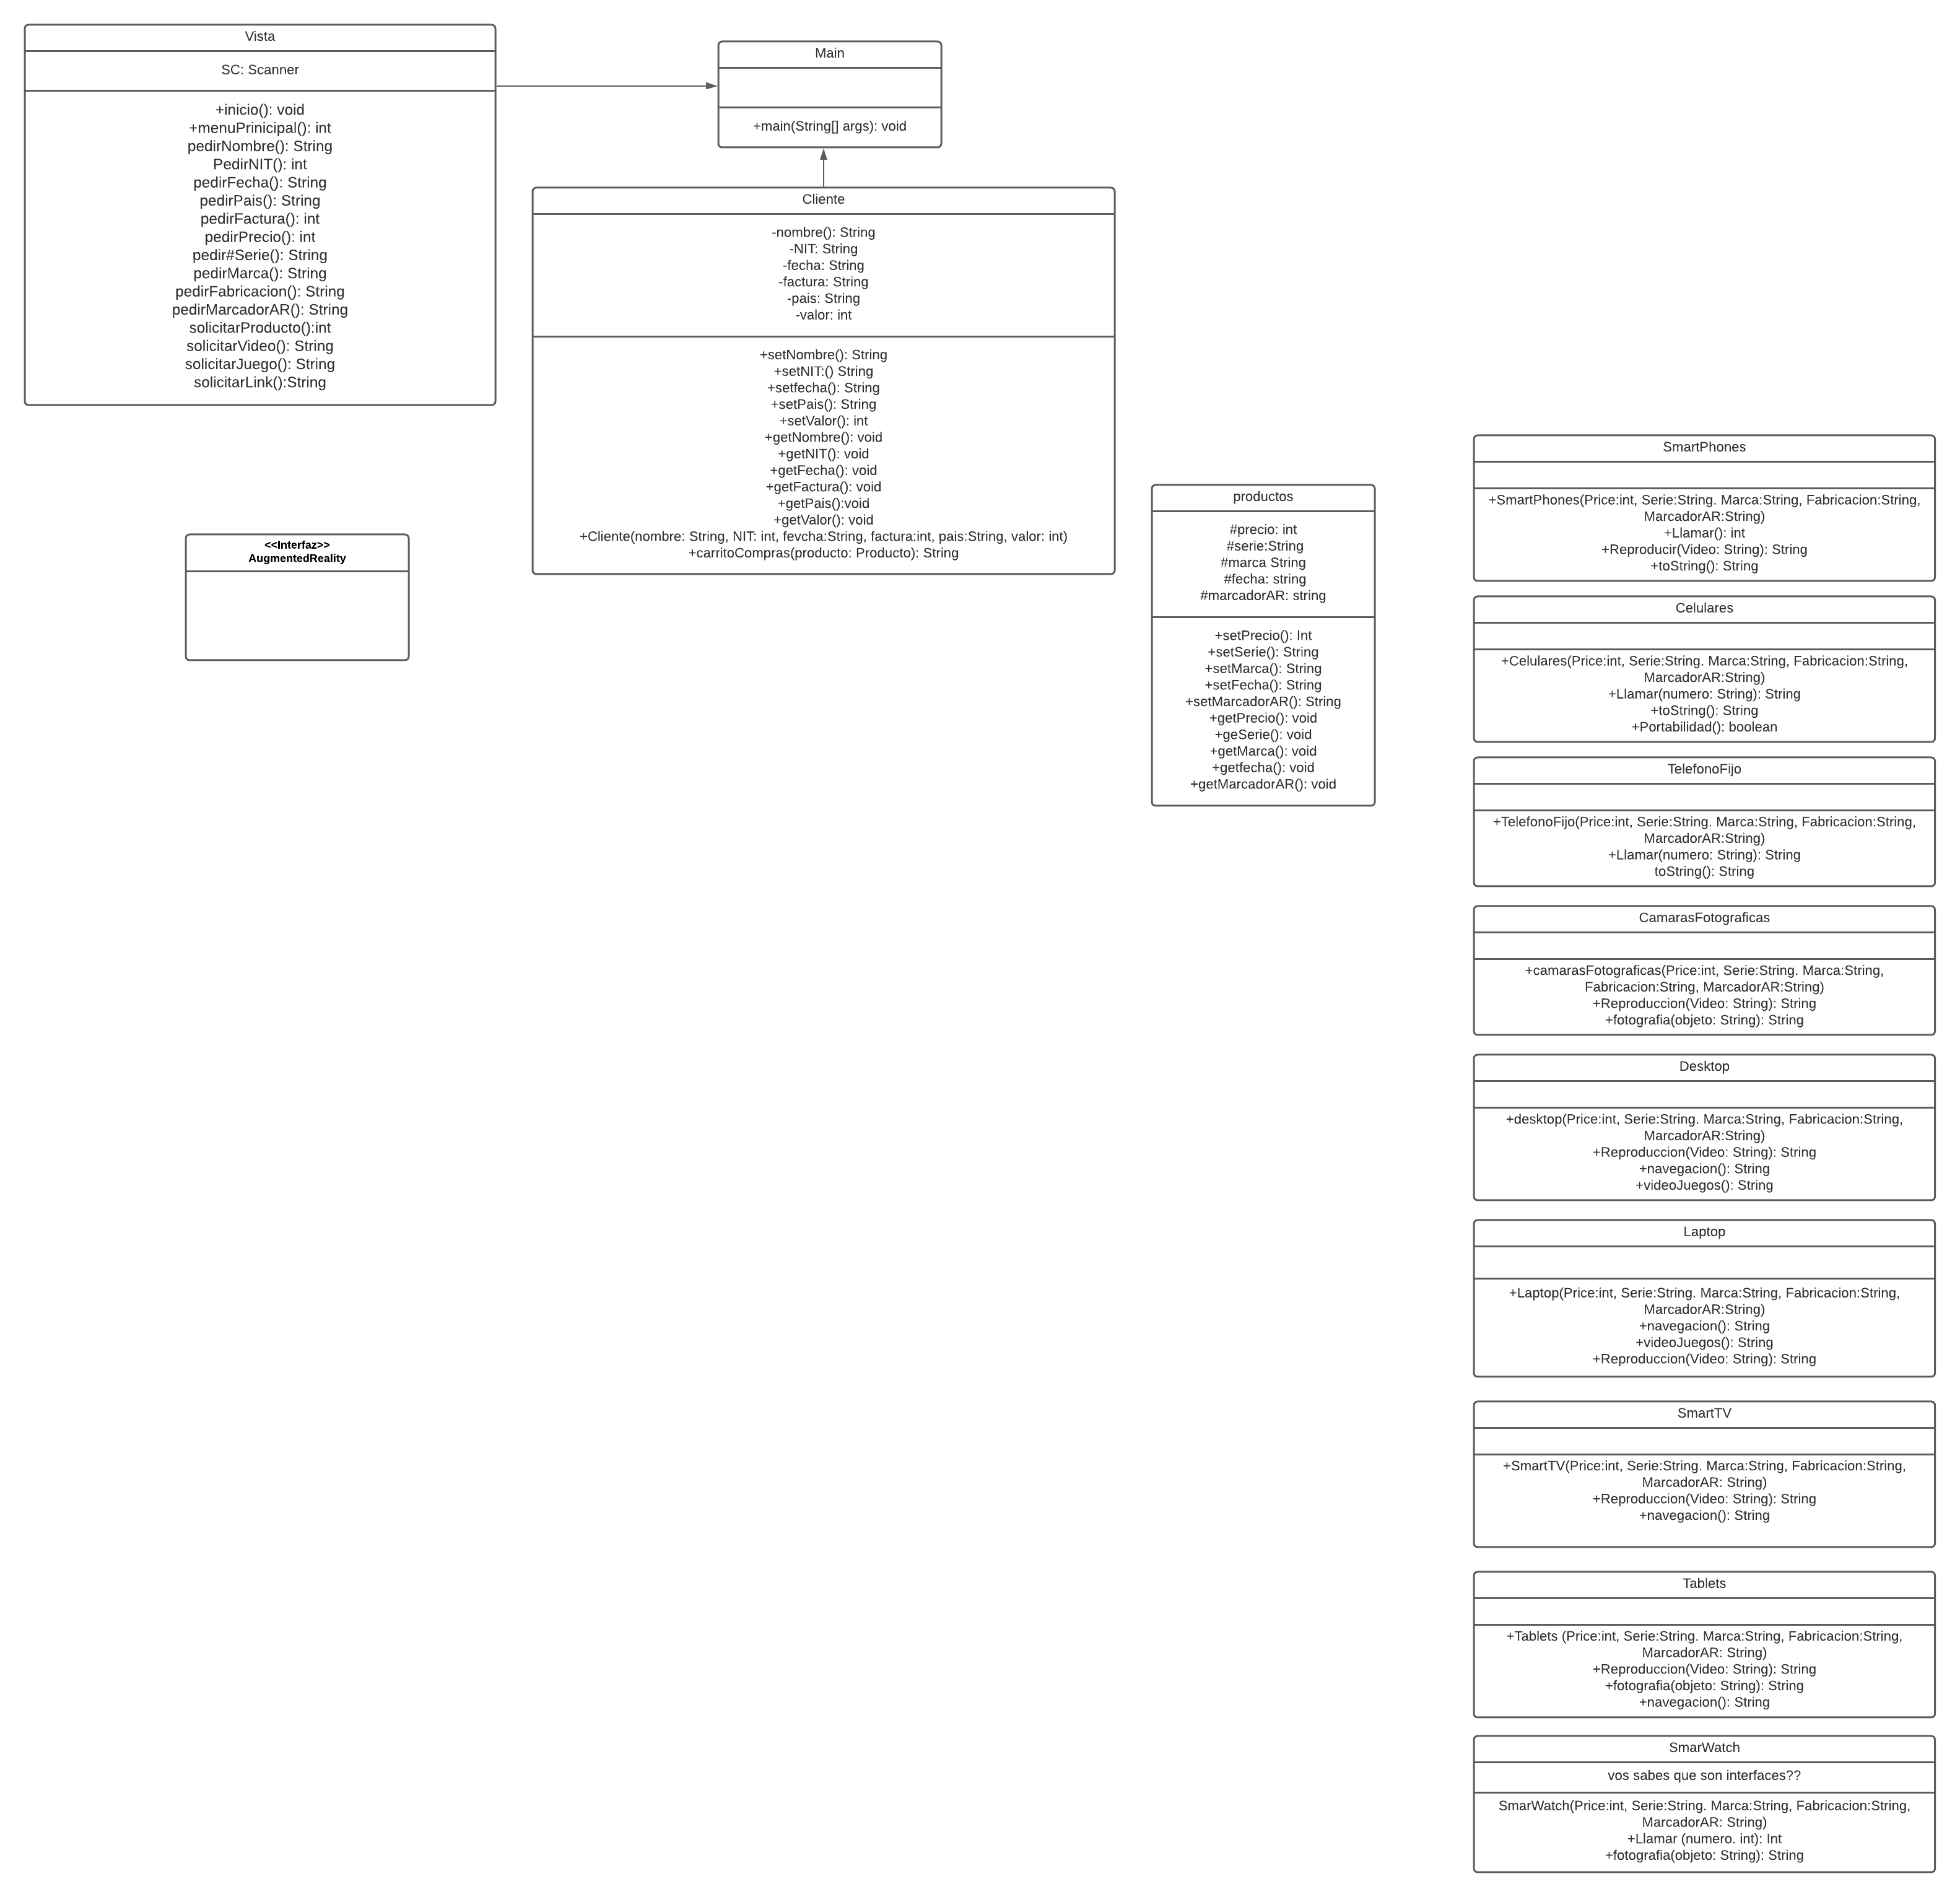 Vista
SC: Scanner
+inicio(): void
+menuPrinicipal(): int
pedirNombre(): String
PedirNIT(): int
pedirFecha(): String
pedirPais(): String
pedirFactura(): int
pedirPrecio(): int
pedir#Serie(): String
pedirMarca(): String
pedirFabricacion(): String
pedirMarcadorAR(): String
solicitarProducto():int
solicitarVideo(): String
solicitarJuego(): String
solicitarLink():String
Main
+main(String[] args): void
Cliente
-nombre(): String
-NIT: String
-fecha: String
-factura: String
-pais: String
-valor: int
+setNombre(): String
+setNIT:() String
+setfecha(): String
+setPais(): String
+setValor(): int
+getNombre(): void
+getNIT(): void
+getFecha(): void
+getFactura(): void
+getPais():void
+getValor(): void
+Cliente(nombre: String, NIT: int, fevcha:String, factura:int, pais:String, valor: int)
+carritoCompras(producto: Producto): String
<<Interfaz>>
AugmentedReality
productos
#precio: int
#serie:String
#marca String
#fecha: string
#marcadorAR: string
+setPrecio(): Int
+setSerie(): String
+setMarca(): String
+setFecha(): String
+setMarcadorAR(): String
+getPrecio(): void
+geSerie(): void
+getMarca(): void
+getfecha(): void
+getMarcadorAR(): void
SmartPhones
+SmartPhones(Price:int, Serie:String. Marca:String, Fabricacion:String,
MarcadorAR:String)
+Llamar(): int
+Reproducir(Video: String): String
+toString(): String
Celulares
+Celulares(Price:int, Serie:String. Marca:String, Fabricacion:String,
MarcadorAR:String)
+Llamar(numero: String): String
+toString(): String
+Portabilidad(): boolean
TelefonoFijo
+TelefonoFijo(Price:int, Serie:String. Marca:String, Fabricacion:String,
MarcadorAR:String)
+Llamar(numero: String): String
toString(): String
CamarasFotograficas
+camarasFotograficas(Price:int, Serie:String. Marca:String,
Fabricacion:String, MarcadorAR:String)
+Reproduccion(Video: String): String
+fotografia(objeto: String): String
Desktop
+desktop(Price:int, Serie:String. Marca:String, Fabricacion:String,
MarcadorAR:String)
+Reproduccion(Video: String): String
+navegacion(): String
+videoJuegos(): String
Laptop
+Laptop(Price:int, Serie:String. Marca:String, Fabricacion:String,
MarcadorAR:String)
+navegacion(): String
+videoJuegos(): String
+Reproduccion(Video: String): String
SmartTV
+SmartTV(Price:int, Serie:String. Marca:String, Fabricacion:String,
MarcadorAR: String)
+Reproduccion(Video: String): String
+navegacion(): String
Tablets
+Tablets (Price:int, Serie:String. Marca:String, Fabricacion:String,
MarcadorAR: String)
+Reproduccion(Video: String): String
+fotografia(objeto: String): String
+navegacion(): String
SmarWatch
vos sabes que son interfaces??
SmarWatch(Price:int, Serie:String. Marca:String, Fabricacion:String,
MarcadorAR: String)
+Llamar (numero. int): Int
+fotografia(objeto: String): String